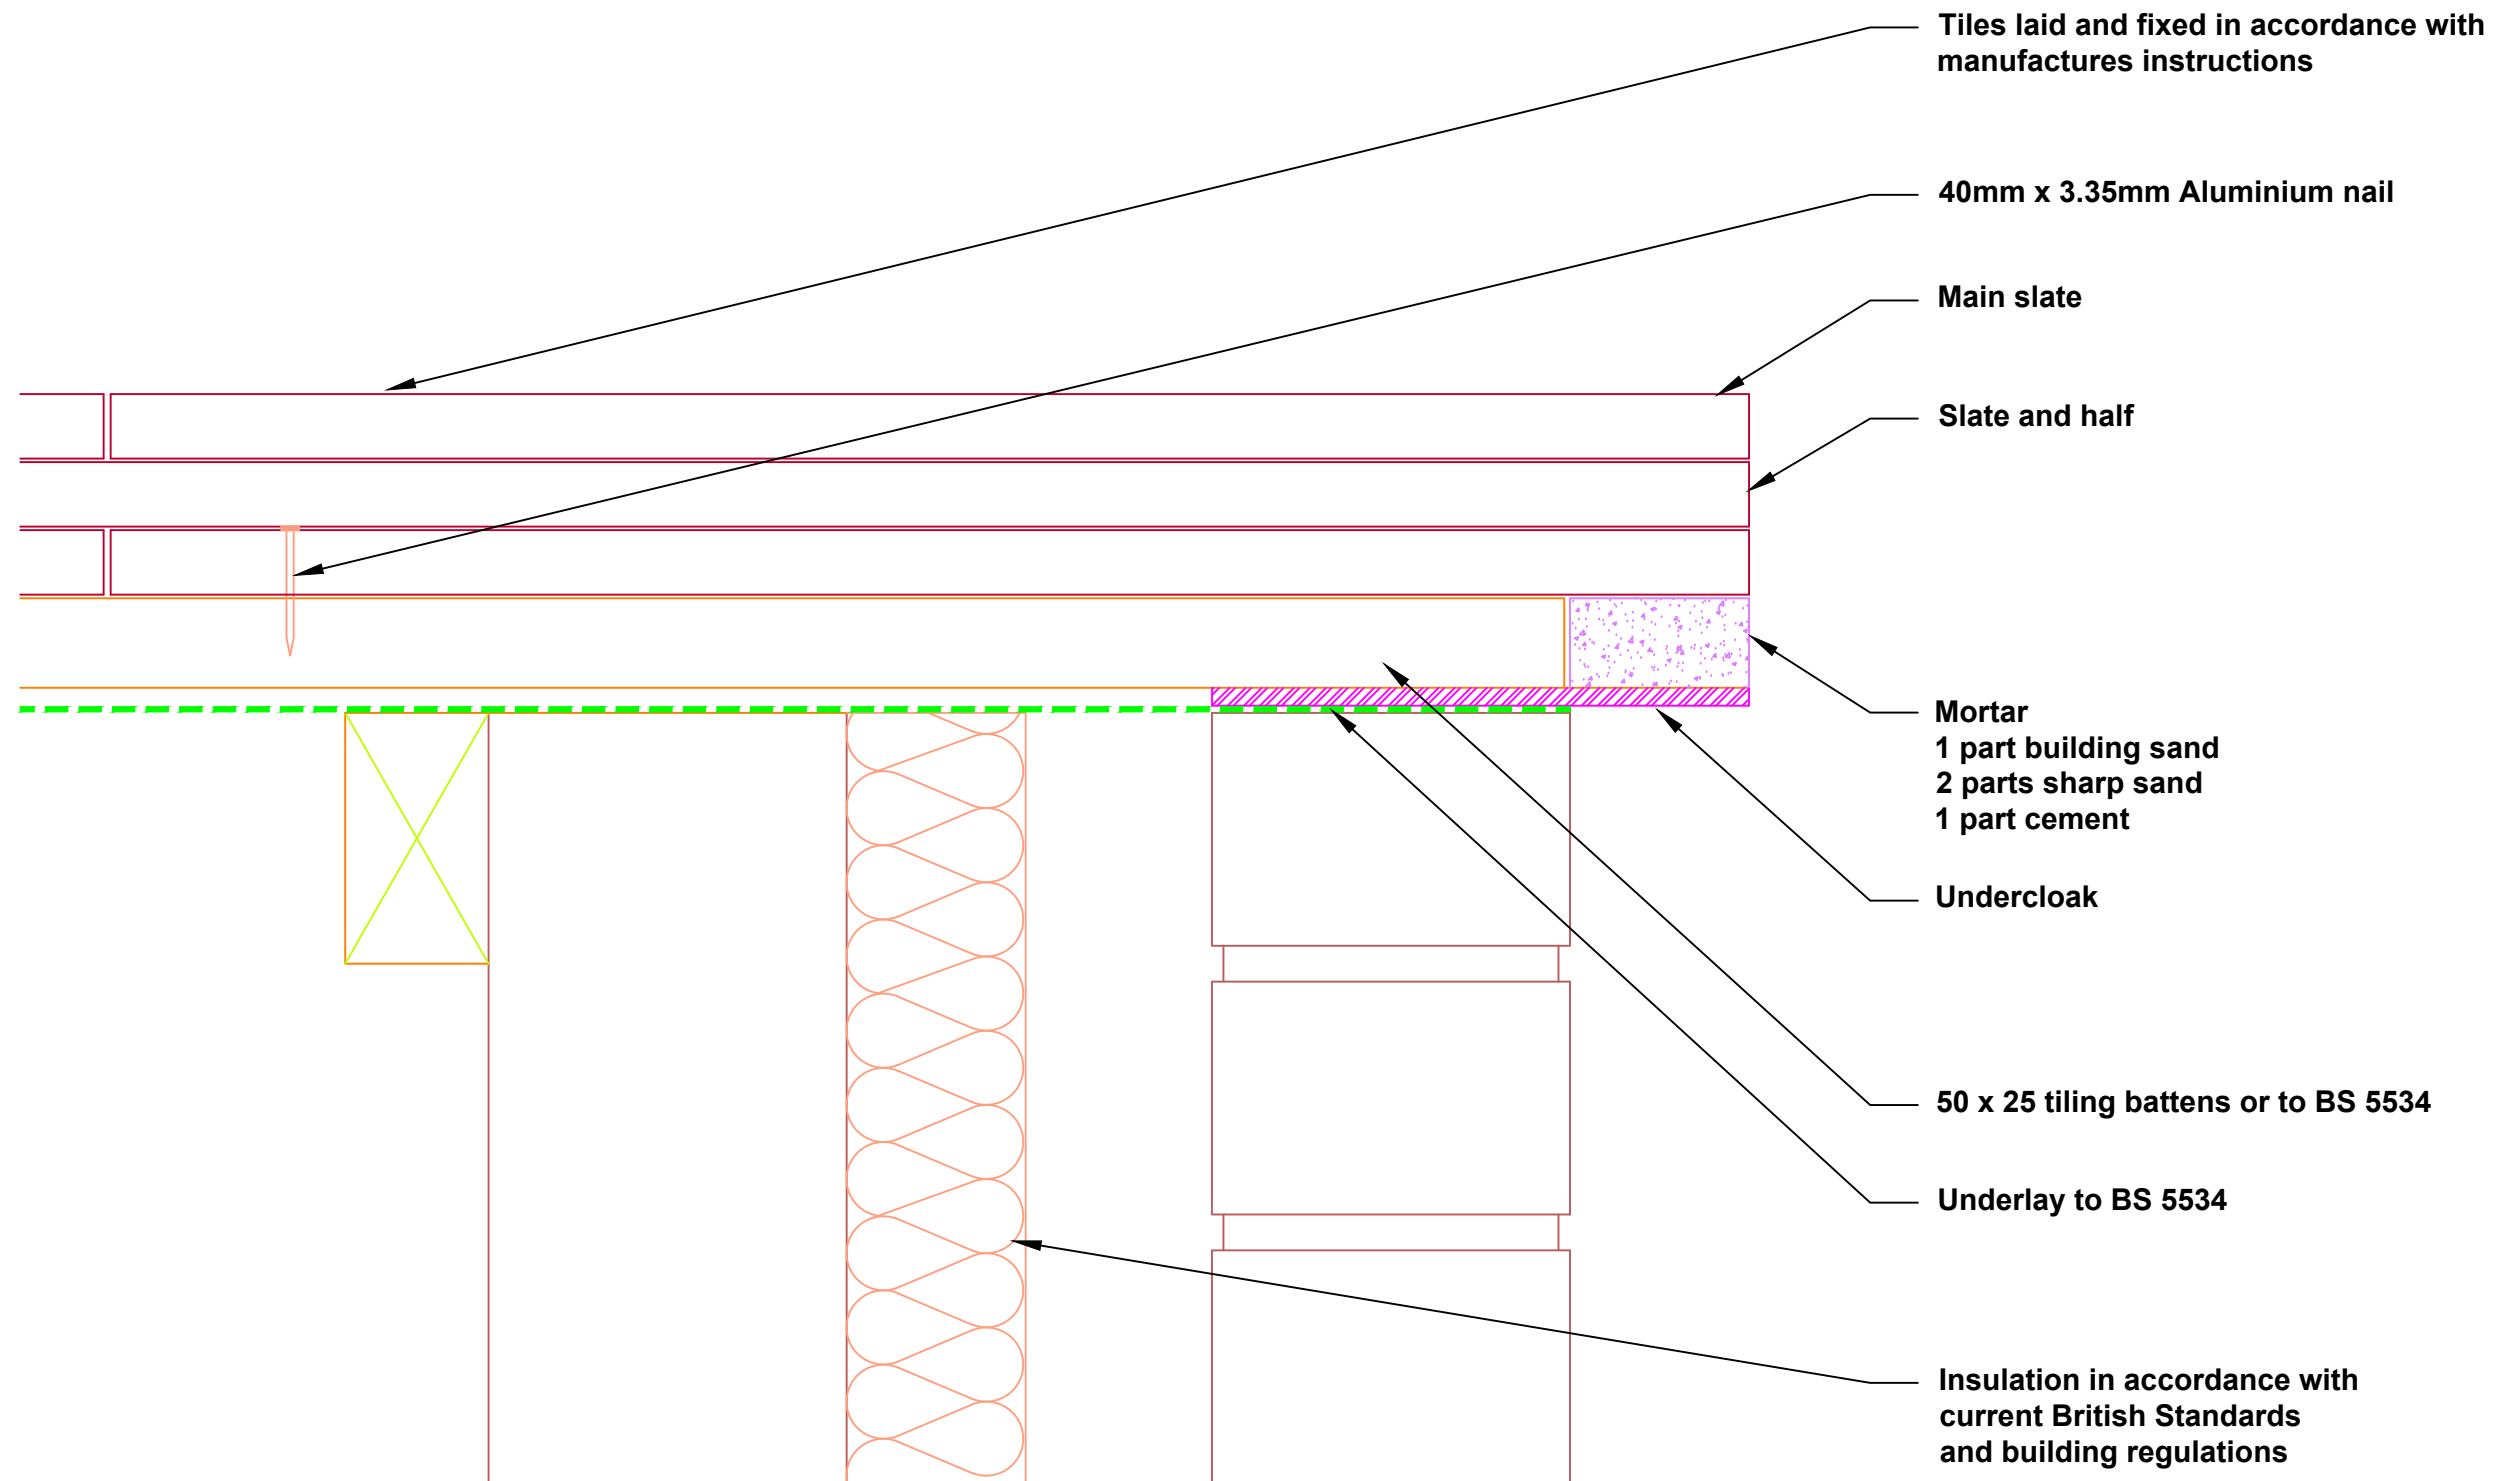 Tiles laid and fixed in accordance with
manufactures instructions
40mm x 3.35mm Aluminium nail
Main slate
Slate and half
Mortar
1 part building sand
2 parts sharp sand
1 part cement
Undercloak
50 x 25 tiling battens or to BS 5534
Underlay to BS 5534
Insulation in accordance with
current British Standards
and building regulations